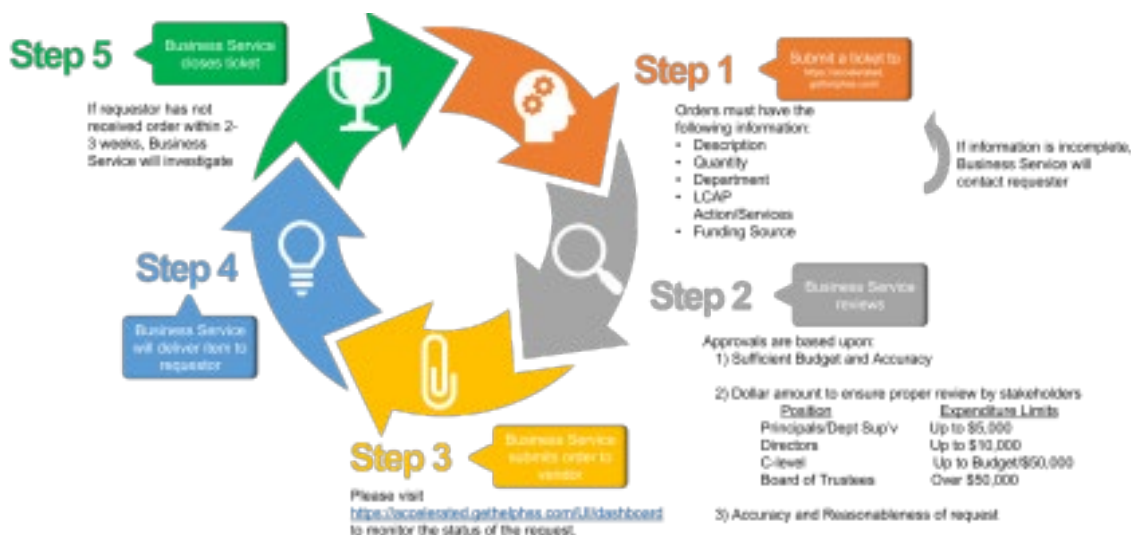 Step 5
Business Service
closes ticket
If requestor has not
received order within 2-
3 weeks, Business
Service will investigate
Step 1
Submit a ticket to
https://accelerated.
gethelphss.com/
Orders must have the
following information:
• Description
• Quantity
• Department
• LCAP
Action/Services
• Funding Source
If information is incomplete,
Business Service will
contact requester
Step 2
Business Service
reviews
Approvals are based upon:
1) Sufficient Budget and Accuracy
2) Dollar amount to ensure proper review by stakeholders
Position Expenditure Limits
Principals/Dept Sup'v Up to $5,000
Directors Up to $10,000
C-level Up to Budget/$50,000
Board of Trustees Over $50,000
3) Accuracy and Reasonableness of request
Step 3
Business Service
submits order to
vendor
Please visit
https://accelerated.gethelphss.com/UI/dashboard
to monitor the status of the request.
Step 4
Business Service
will deliver item to
requestor